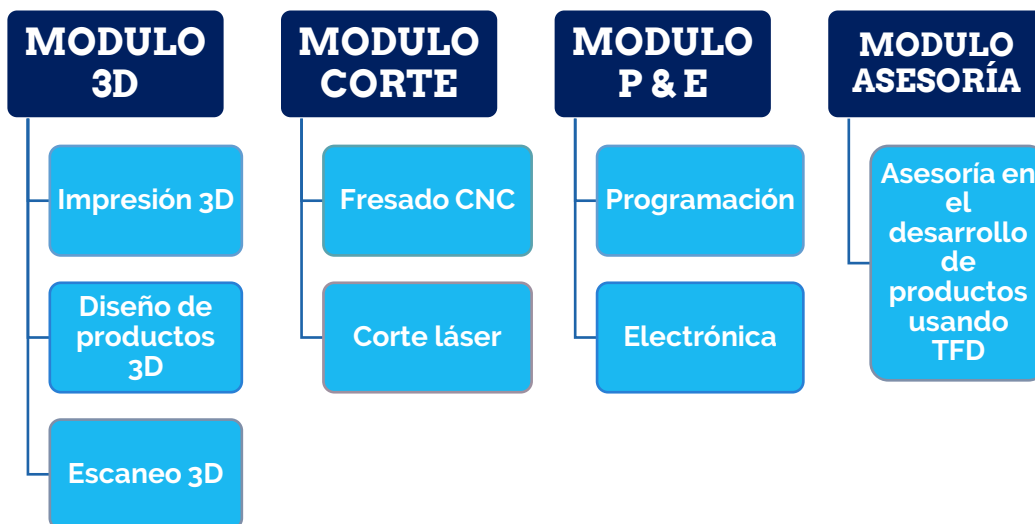 MODULO
3D
Impresión 3D
Diseño de
productos
3D
Escaneo 3D
MODULO
CORTE
Fresado CNC
Corte láser
MODULO
P & E
Programación
Electrónica
MODULO
ASESORÍA
Asesoría en
el
desarrollo
de
productos
usando
TFD